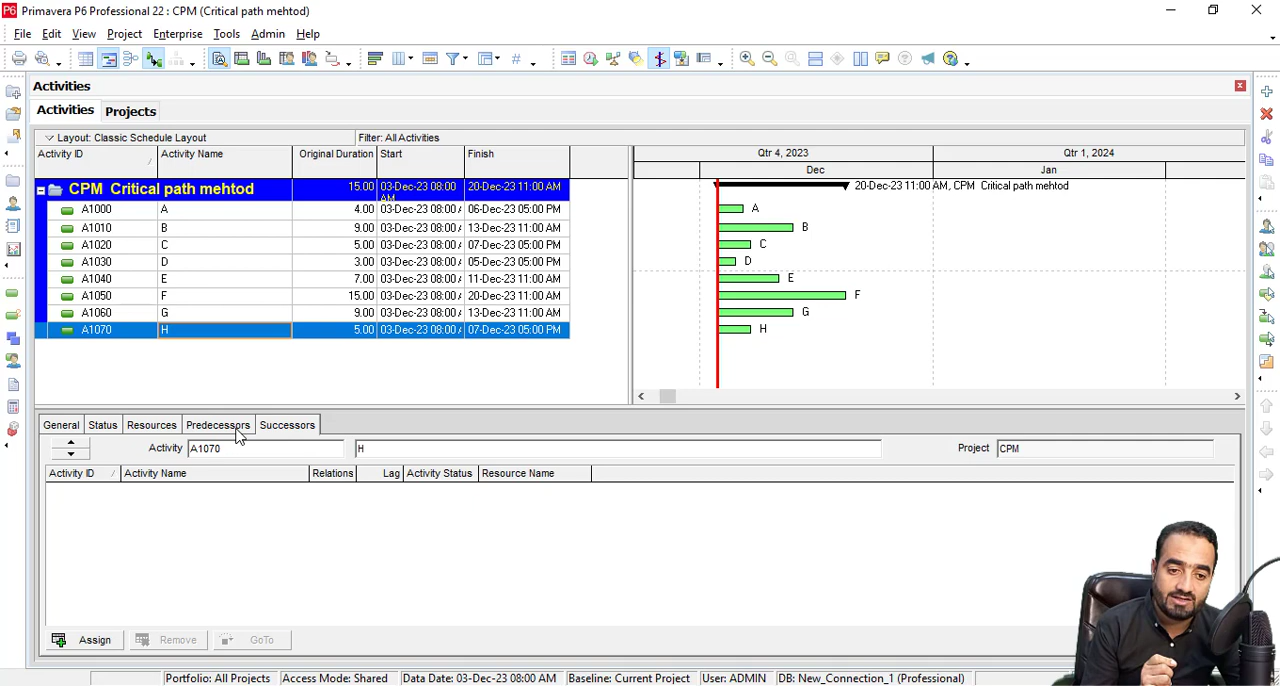 P6 Primavera P6 Professional 22 : CPM (Critical path mehtod)
File Edit View Project Enterprise Tools Admin Help
Activities
Activities Projects
Layout: Classic Schedule Layout Filter: All Activities
Activity ID Activity Name Original Duration Start Finish
Qtr 4, 2023 Qtr 1, 2024
Dec Jan
CPM Critical path mehtod 15.00 03-Dec-23 08:00 AM 20-Dec-23 11:00 AM
20-Dec-23 11:00 AM, CPM Critical path mehtod
A1000 A 4.00 03-Dec-23 08:00 A 06-Dec-23 05:00 PM A
A1010 B 9.00 03-Dec-23 08:00 A 13-Dec-23 11:00 AM B
A1020 C 5.00 03-Dec-23 08:00 A 07-Dec-23 05:00 PM C
A1030 D 3.00 03-Dec-23 08:00 A 05-Dec-23 05:00 PM D
A1040 E 7.00 03-Dec-23 08:00 A 11-Dec-23 11:00 AM E
A1050 F 15.00 03-Dec-23 08:00 A 20-Dec-23 11:00 AM F
A1060 G 9.00 03-Dec-23 08:00 A 13-Dec-23 11:00 AM G
A1070 H 5.00 03-Dec-23 08:00 A 07-Dec-23 05:00 PM H
General Status Resources Predecessors Successors
Activity A1070 H Project CPM
Activity ID Activity Name Relations Lag Activity Status Resource Name
Assign Remove GoTo
Portfolio: All Projects Access Mode: Shared Data Date: 03-Dec-23 08:00 AM Baseline: Current Project User: ADMIN DB: New_Connection_1 (Professional)